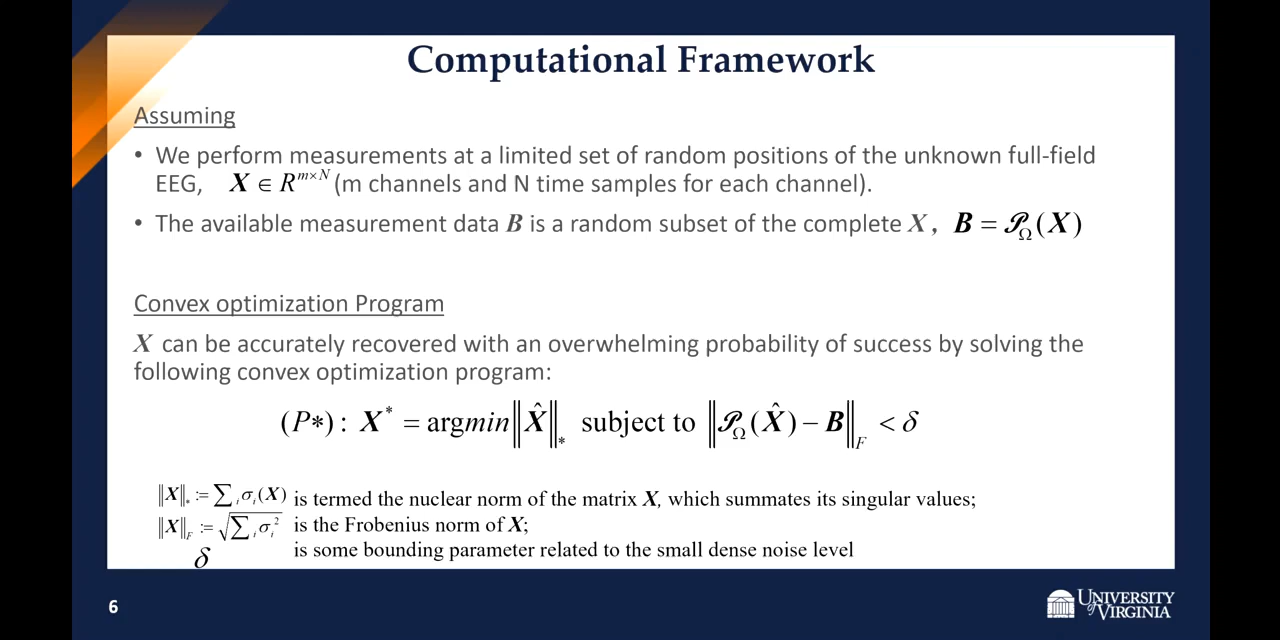 Computational Framework
Assuming
• We perform measurements at a limited set of random positions of the unknown full-field
EEG, X ∈ R^{m×N} (m channels and N time samples for each channel).
• The available measurement data B is a random subset of the complete X, B = 𝒫_Ω(X)
Convex optimization Program
X can be accurately recovered with an overwhelming probability of success by solving the
following convex optimization program:
(P*): X^* = argmin‖X̂‖_* subject to ‖𝒫_Ω(X̂) − B‖_F < δ
‖X‖_* := ∑_i σ_i(X) is termed the nuclear norm of the matrix X, which summates its singular values;
‖X‖_F := √(∑_i σ_i^2) is the Frobenius norm of X;
δ is some bounding parameter related to the small dense noise level
6
UNIVERSITY
of VIRGINIA